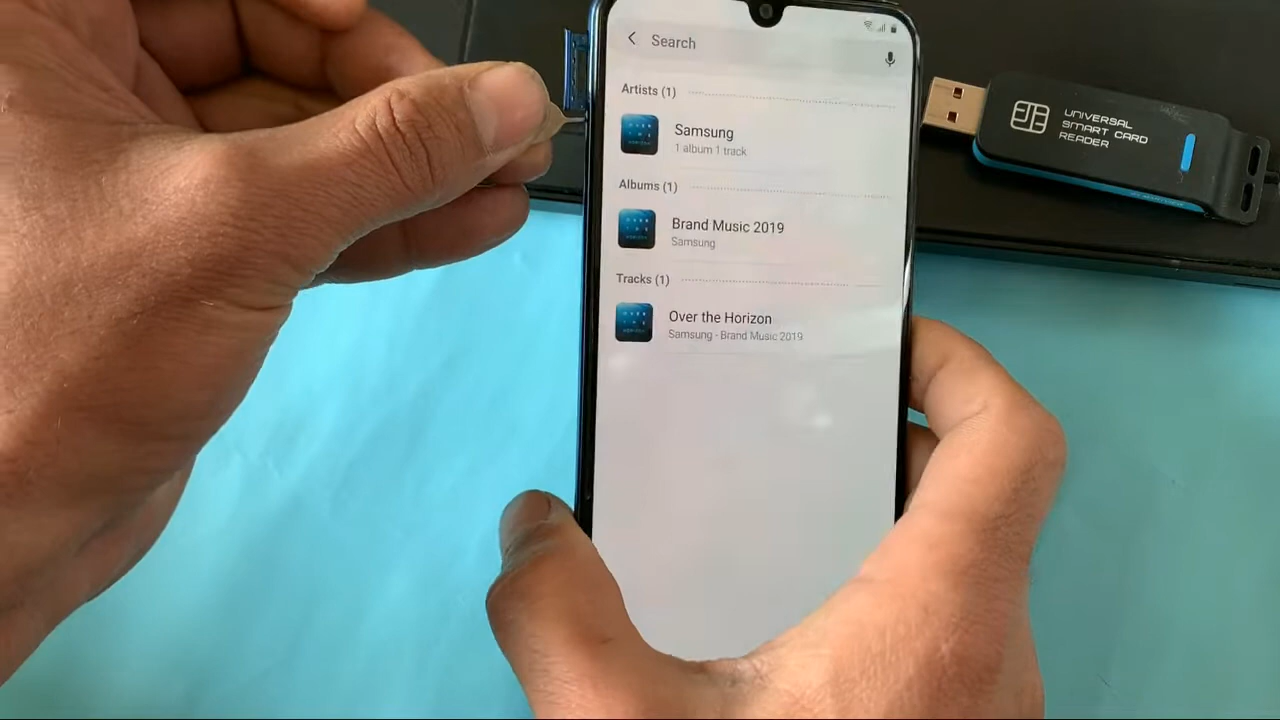 Search
Artists (1)
Samsung
1 album 1 track
Albums (1)
Brand Music 2019
Samsung
Tracks (1)
Over the Horizon
Samsung - Brand Music 2019
UNIVERSAL
SMART CARD
READER